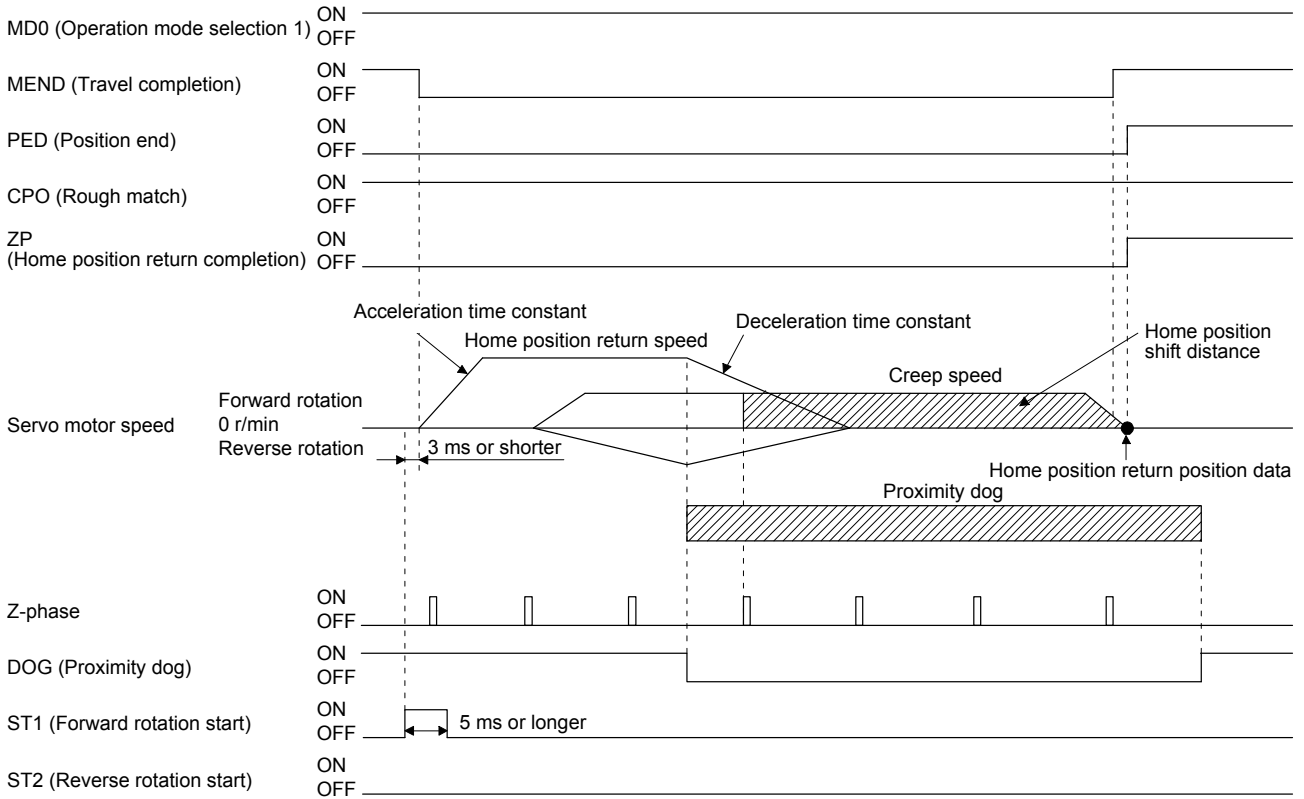 MD0 (Operation mode selection 1)
ON
OFF
MEND (Travel completion)
ON
OFF
PED (Position end)
ON
OFF
CPO (Rough match)
ON
OFF
ZP
(Home position return completion)
ON
OFF
Acceleration time constant
Home position return speed
Deceleration time constant
Home position
shift distance
Creep speed
Servo motor speed
Forward rotation
0 r/min
Reverse rotation
3 ms or shorter
Home position return position data
Proximity dog
Z-phase
ON
OFF
DOG (Proximity dog)
ON
OFF
ST1 (Forward rotation start)
ON
OFF
5 ms or longer
ST2 (Reverse rotation start)
ON
OFF